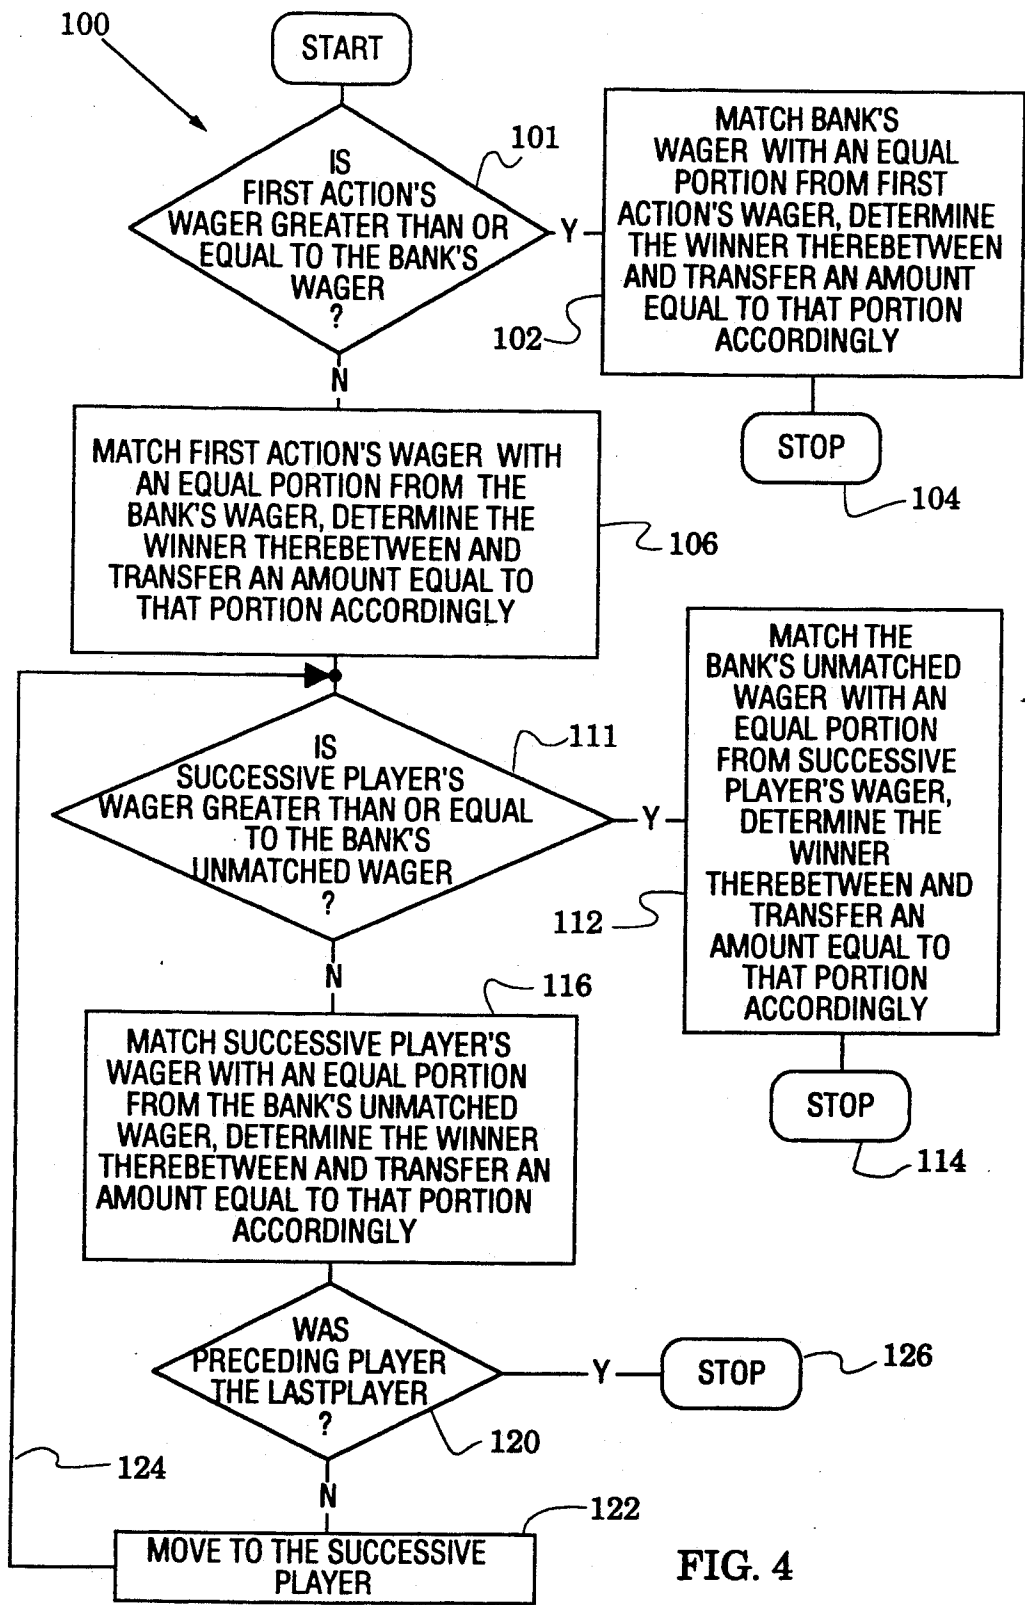 100
START
IS
FIRST ACTION'S
WAGER GREATER THAN OR
EQUAL TO THE BANK'S
WAGER
?
101
Y
MATCH BANK'S
WAGER WITH AN EQUAL
PORTION FROM FIRST
ACTION'S WAGER, DETERMINE
THE WINNER THEREBETWEEN
AND TRANSFER AN AMOUNT
EQUAL TO THAT PORTION
ACCORDINGLY
102
STOP
104
N
MATCH FIRST ACTION'S WAGER WITH
AN EQUAL PORTION FROM THE
BANK'S WAGER, DETERMINE THE
WINNER THEREBETWEEN AND
TRANSFER AN AMOUNT EQUAL TO
THAT PORTION ACCORDINGLY
106
IS
SUCCESSIVE PLAYER'S
WAGER GREATER THAN OR EQUAL
TO THE BANK'S
UNMATCHED WAGER
?
111
Y
MATCH THE
BANK'S UNMATCHED
WAGER WITH AN
EQUAL PORTION
FROM SUCCESSIVE
PLAYER'S WAGER,
DETERMINE THE
WINNER
THEREBETWEEN AND
TRANSFER AN
AMOUNT EQUAL TO
THAT PORTION
ACCORDINGLY
112
STOP
114
N
116
MATCH SUCCESSIVE PLAYER'S
WAGER WITH AN EQUAL PORTION
FROM THE BANK'S UNMATCHED
WAGER, DETERMINE THE WINNER
THEREBETWEEN AND TRANSFER AN
AMOUNT EQUAL TO THAT PORTION
ACCORDINGLY
WAS
PRECEDING PLAYER
THE LASTPLAYER
?
120
Y
STOP
126
124
N
122
MOVE TO THE SUCCESSIVE
PLAYER
FIG. 4